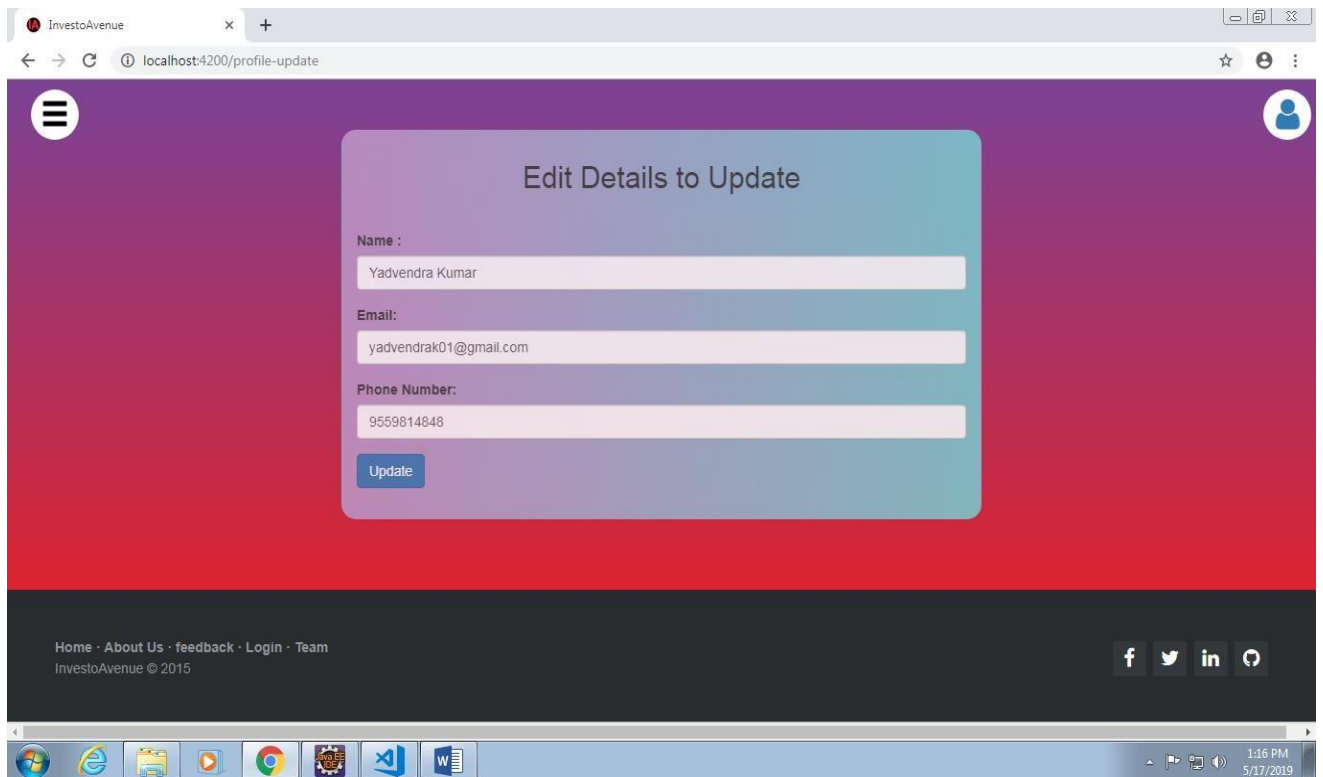 InvestoAvenue
localhost:4200/profile-update
Edit Details to Update
Name :
Yadvendra Kumar
Email:
yadvendrak01@gmail.com
Phone Number:
9559814848
Update
Home · About Us · feedback · Login · Team
InvestoAvenue © 2015
1:16 PM
5/17/2019